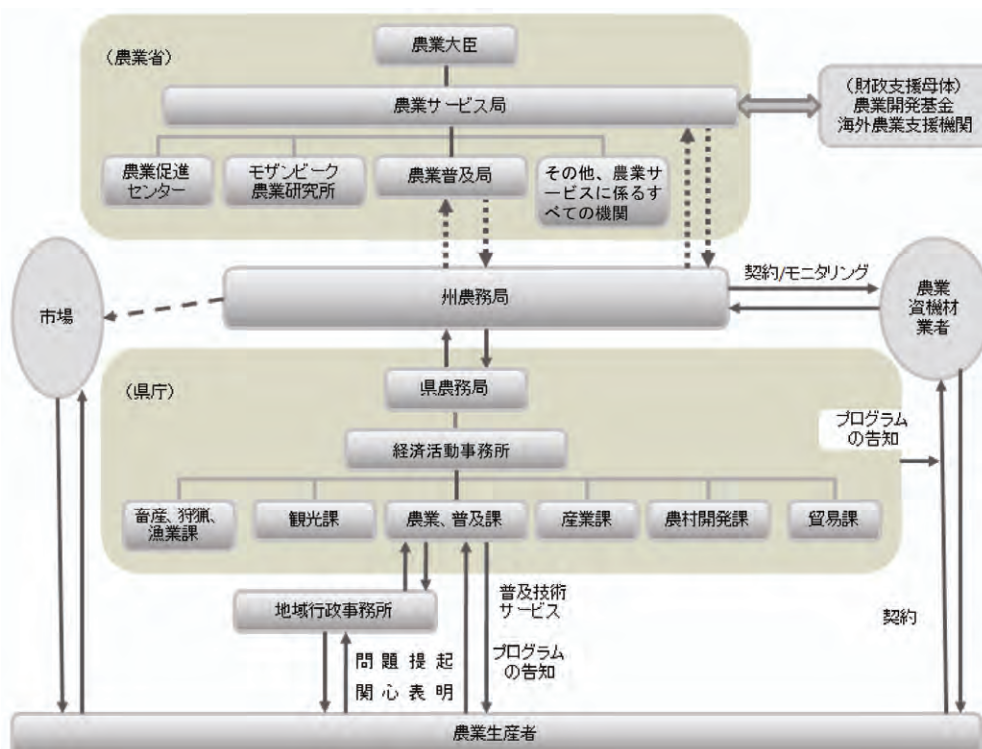 (農業省)
農業大臣
農業サービス局
(財政支援母体)
農業開発基金
海外農業支援機関
農業促進
センター
モザンビーク
農業研究所
農業普及局
その他、農業サ
ービスに係るす
べての機関
市場
州農務局
契約/モニタリング
農業
資機材
業者
(県庁)
県農務局
経済活動事務所
プログラム
の告知
畜産、狩猟、
漁業課
観光課
農業、普及課
産業課
農村開発課
貿易課
地域行政事務所
普及技術
サービス
契約
問題提起
関心表明
プログラム
の告知
農業生産者